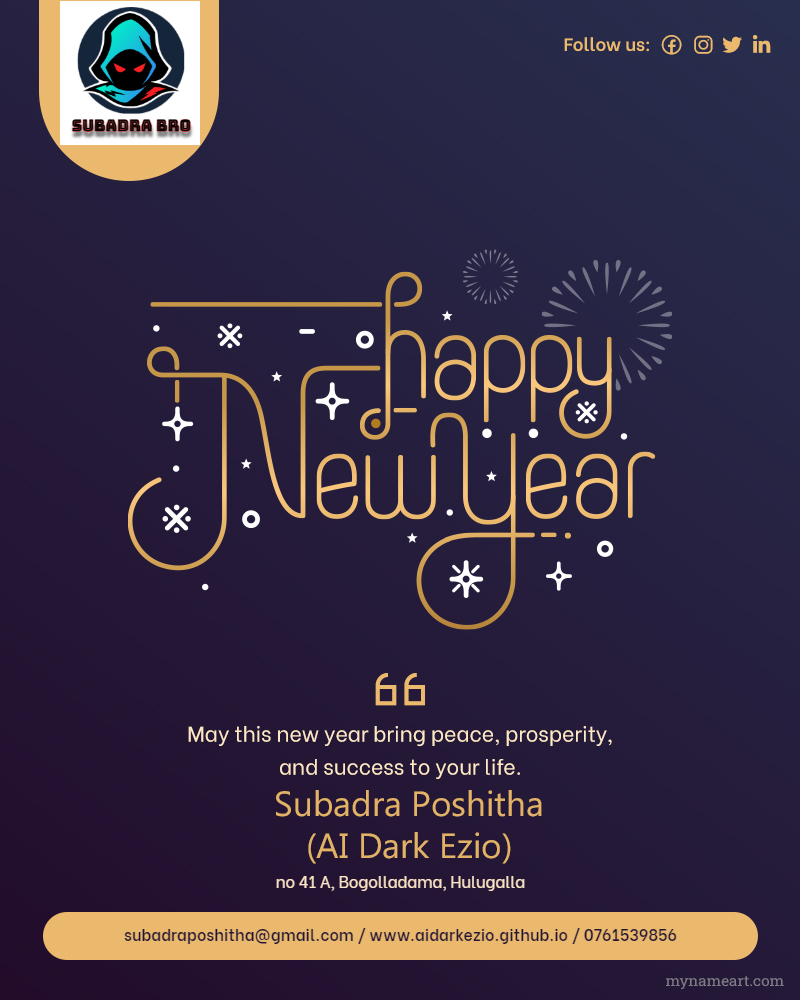 SUBADRA BRO
Follow us:
happy
New Year
May this new year bring peace, prosperity,
and success to your life.
Subadra Poshitha
(AI Dark Ezio)
no 41 A, Bogolladama, Hulugalla
subadraposhitha@gmail.com / www.aidarkezio.github.io / 0761539856
mynameart.com